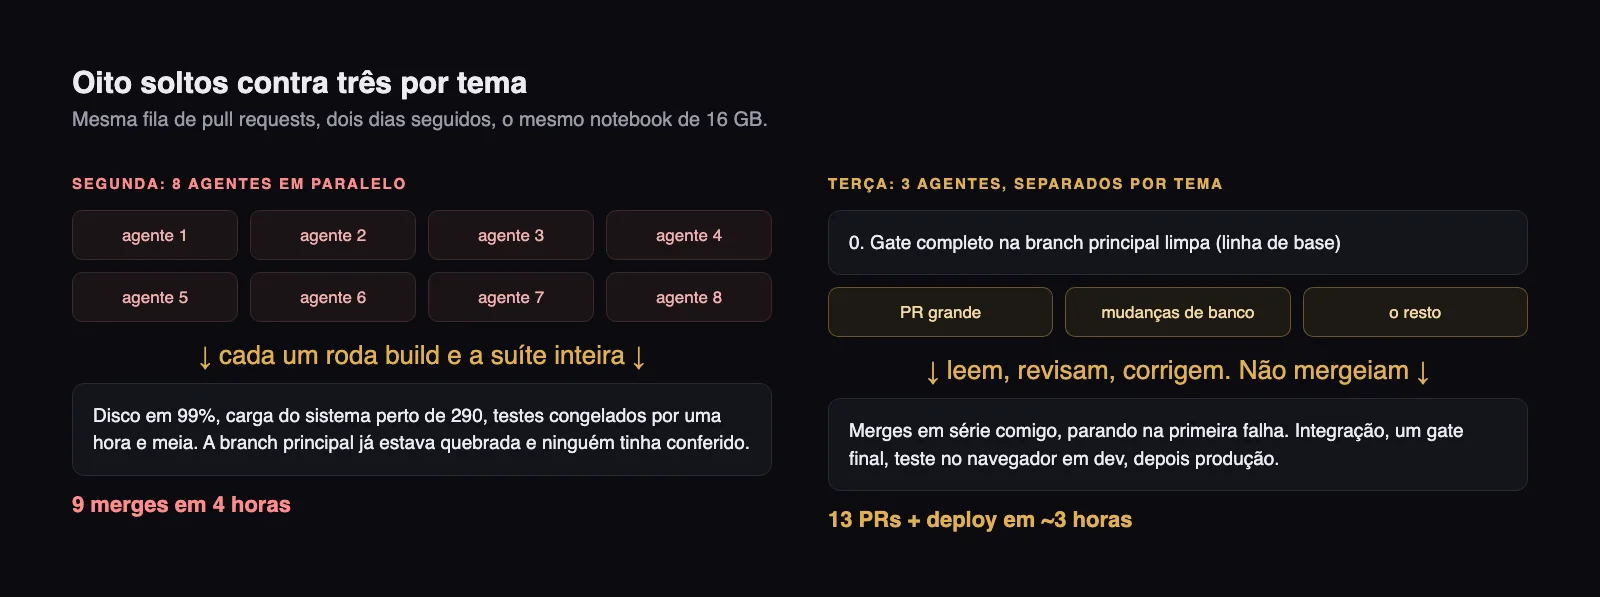 Oito soltos contra três por tema
Mesma fila de pull requests, dois dias seguidos, o mesmo notebook de 16 GB.
SEGUNDA: 8 AGENTES EM PARALELO
agente 1
agente 2
agente 3
agente 4
agente 5
agente 6
agente 7
agente 8
↓ cada um roda build e a suíte inteira ↓
Disco em 99%, carga do sistema perto de 290, testes congelados por uma
hora e meia. A branch principal já estava quebrada e ninguém tinha conferido.
9 merges em 4 horas
TERÇA: 3 AGENTES, SEPARADOS POR TEMA
0. Gate completo na branch principal limpa (linha de base)
PR grande
mudanças de banco
o resto
↓ leem, revisam, corrigem. Não mergeiam ↓
Merges em série comigo, parando na primeira falha. Integração, um gate
final, teste no navegador em dev, depois produção.
13 PRs + deploy em ~3 horas